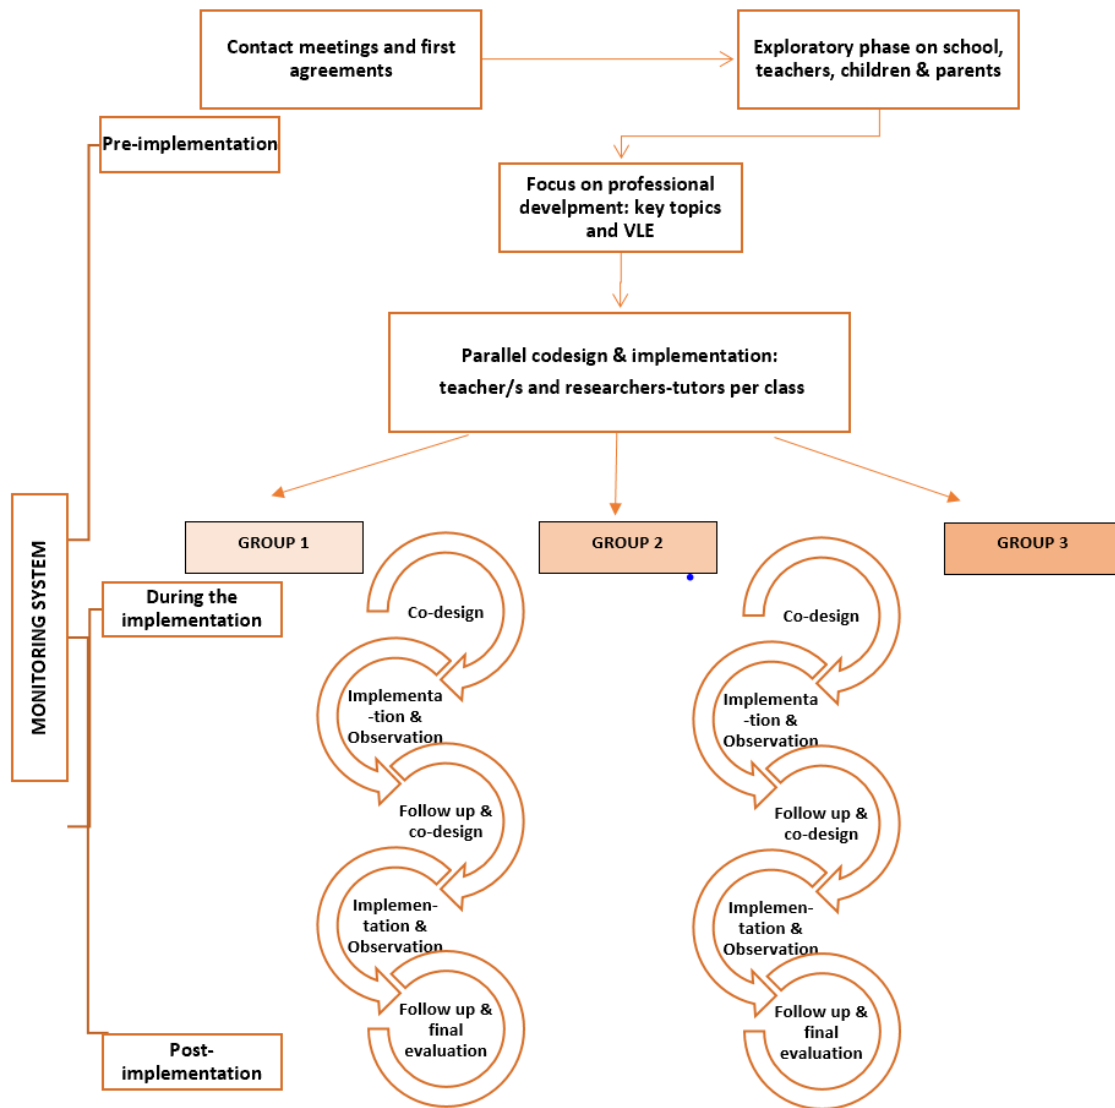 Contact meetings and first
agreements
Exploratory phase on school,
teachers, children & parents
Pre-implementation
Focus on professional
develpment: key topics
and VLE
Parallel codesign & implementation:
teacher/s and researchers-tutors per class
MONITORING SYSTEM
GROUP 1
GROUP 2
GROUP 3
During the
implementation
Co-design
Implementa
-tion &
Observation
Follow up &
co-design
Implemen-
tation &
Observation
Follow up &
final
evaluation
Co-design
Implementa
-tion &
Observation
Follow up &
co-design
Implemen-
tation &
Observation
Follow up &
final
evaluation
Post-
implementation